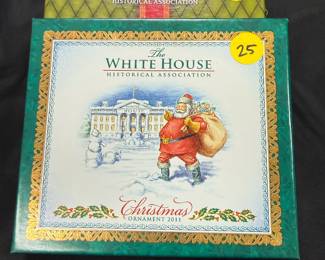 HISTORICAL ASSOCIATION
The
WHITE HOUSE
HISTORICAL ASSOCIATION
25
Christmas
ORNAMENT 2011